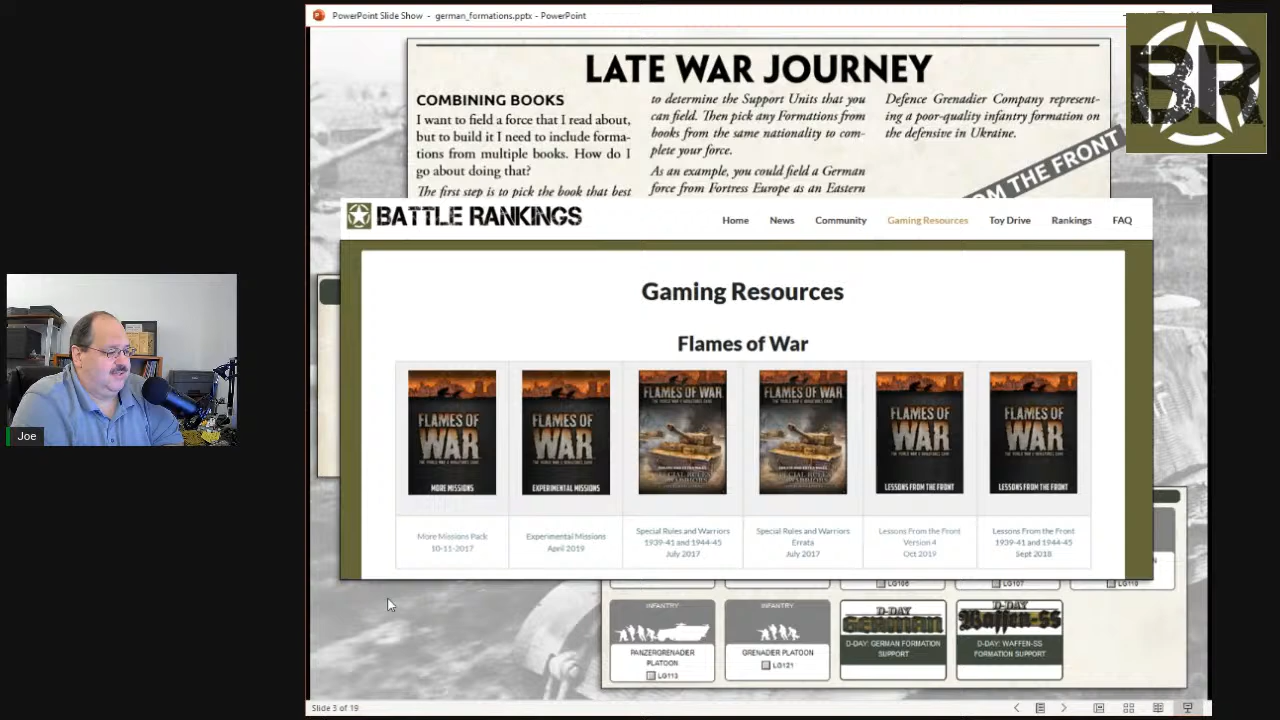 PowerPoint Slide Show - german_formations.pptx - PowerPoint
BR
LATE WAR JOURNEY
COMBINING BOOKS
I want to field a force that I read about,
but to build it I need to include forma-
tions from multiple books. How do I
go about doing that?
The first step is to pick the book that best
to determine the Support Units that you
can field. Then pick any Formations from
books from the same nationality to com-
plete your force.
As an example, you could field a German
force from Fortress Europe as an Eastern
Defence Grenadier Company represent-
ing a poor-quality infantry formation on
the defensive in Ukraine.
OM THE FRONT
BATTLE RANKINGS
Home News Community Gaming Resources Toy Drive Rankings FAQ
Gaming Resources
Flames of War
FLAMES OF WAR
MORE MISSIONS
FLAMES OF WAR
EXPERIMENTAL MISSIONS
FLAMES OF WAR
FLAMES OF WAR
FLAMES OF WAR
LESSONS FROM THE FRONT
FLAMES OF WAR
LESSONS FROM THE FRONT
More Missions Pack
10-11-2017
Experimental Missions
April 2019
Special Rules and Warriors
1939-41 and 1944-45
July 2017
Special Rules and Warriors
Errata
July 2017
Lessons From the Front
Version 4
Oct 2019
Lessons From the Front
1939-41 and 1944-45
Sept 2018
Joe
LG106
LG107
LG110
INFANTRY
PANZERGRENADIER
PLATOON
LG113
INFANTRY
GRENADIER PLATOON
LG121
D-DAY
GERMAN
D-DAY: GERMAN FORMATION
SUPPORT
D-DAY
Waffen-SS
D-DAY: WAFFEN-SS
FORMATION SUPPORT
Slide 3 of 19